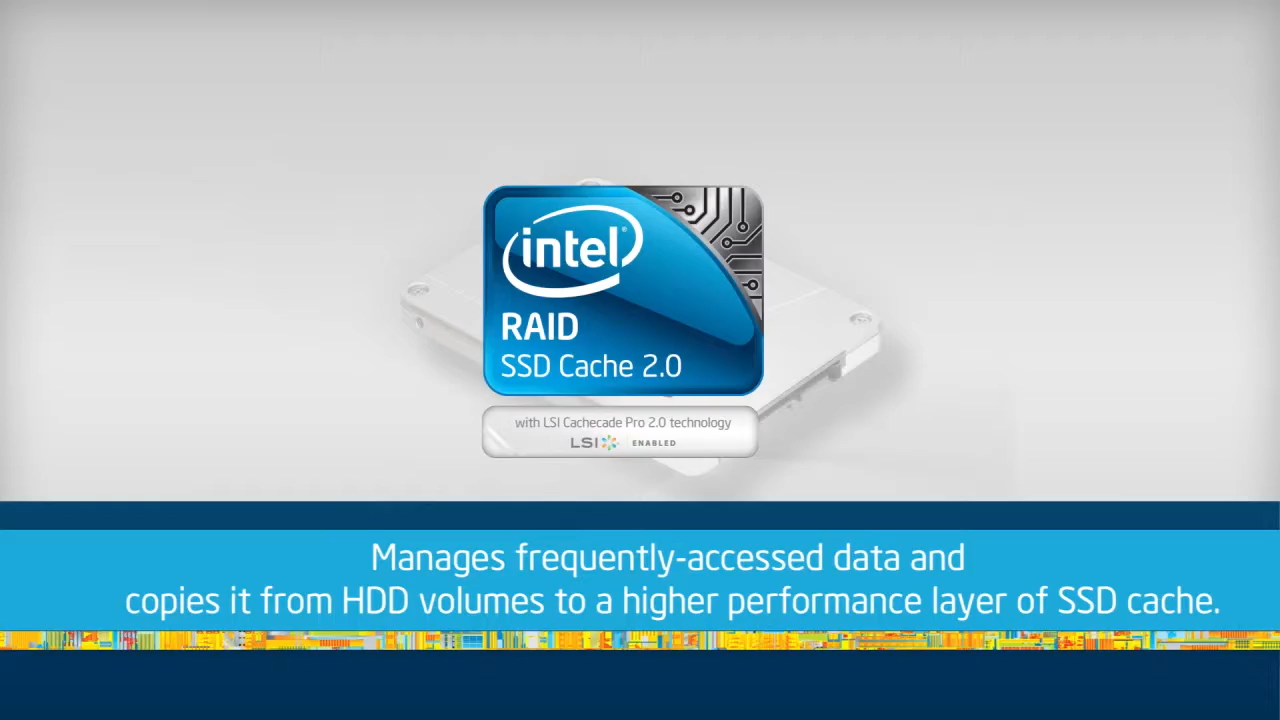 intel
RAID
SSD Cache 2.0
with LSI Cachecade Pro 2.0 technology
LSI ENABLED
Manages frequently-accessed data and
copies it from HDD volumes to a higher performance layer of SSD cache.